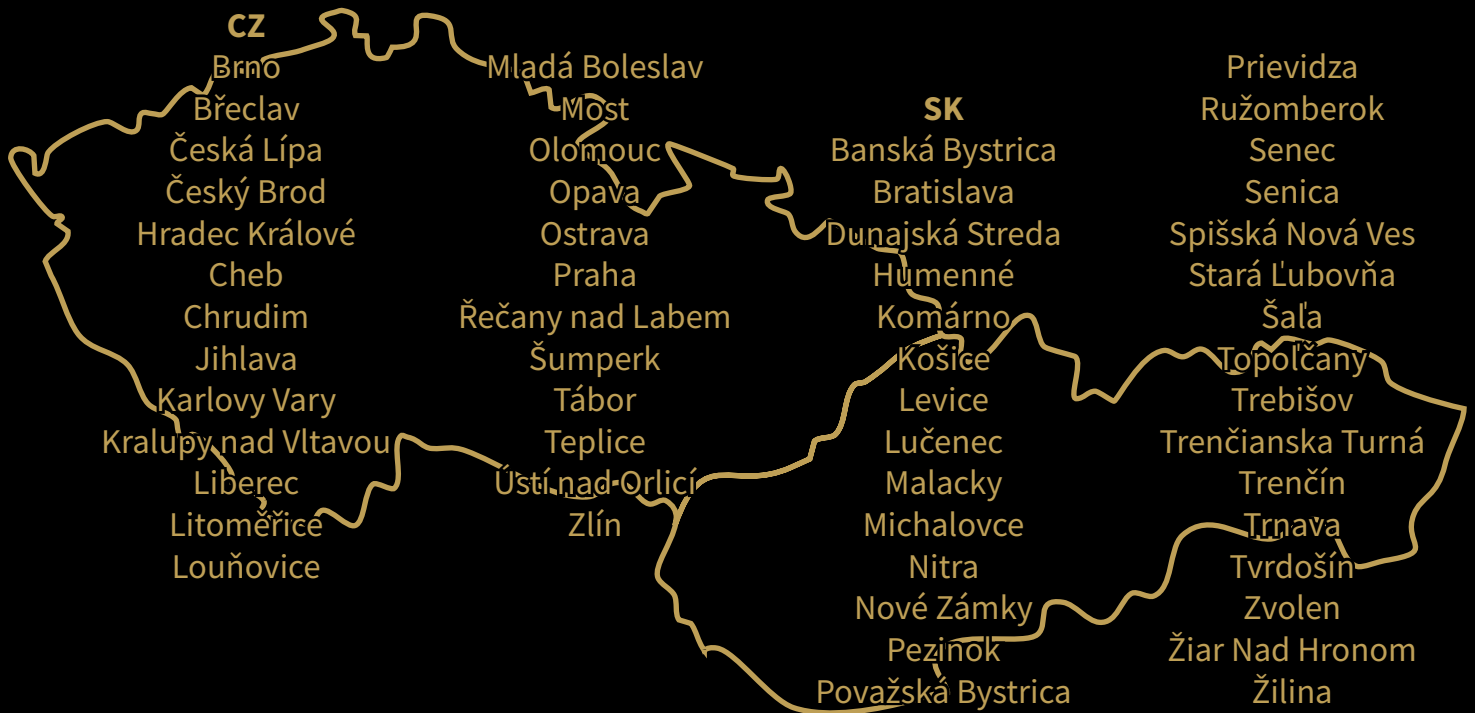 CZ
Brno
Břeclav
Česká Lípa
Český Brod
Hradec Králové
Cheb
Chrudim
Jihlava
Karlovy Vary
Kralupy nad Vltavou
Liberec
Litoměřice
Louňovice
Mladá Boleslav
Most
Olomouc
Opava
Ostrava
Praha
Řečany nad Labem
Šumperk
Tábor
Teplice
Ústí nad Orlicí
Zlín
SK
Banská Bystrica
Bratislava
Dunajská Streda
Humenné
Komárno
Košice
Levice
Lučenec
Malacky
Michalovce
Nitra
Nové Zámky
Pezinok
Považská Bystrica
Prievidza
Ružomberok
Senec
Senica
Spišská Nová Ves
Stará Ľubovňa
Šaľa
Topoľčany
Trebišov
Trenčianska Turná
Trenčín
Trnava
Tvrdošín
Zvolen
Žiar Nad Hronom
Žilina